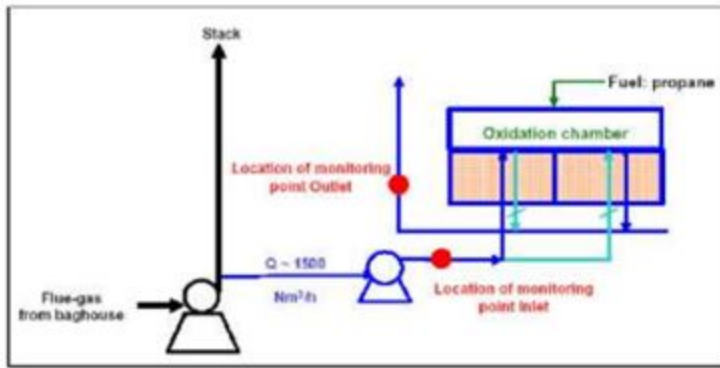 Stack
Fuel: propane
Oxidation chamber
Location of monitoring
point Outlet
Q ~ 1500
Nm³/h
Flue-gas
from baghouse
Location of monitoring
point Inlet